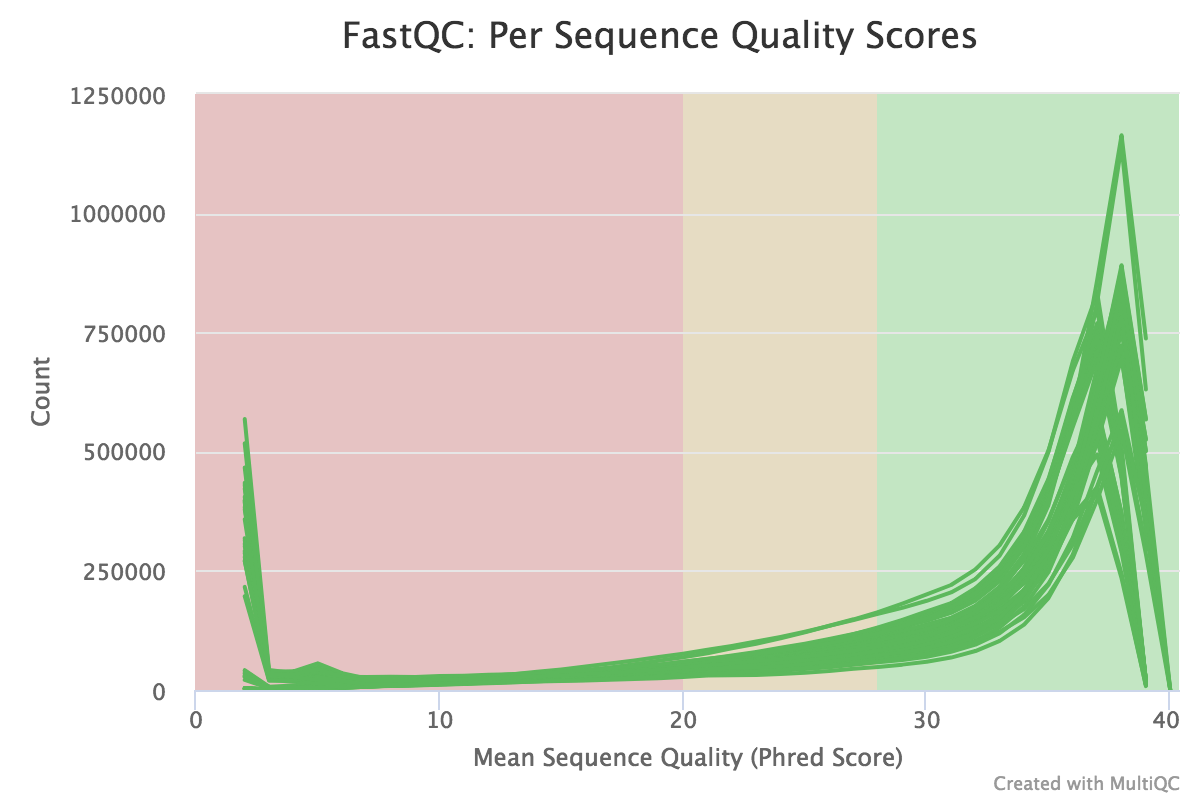 FastQC: Per Sequence Quality Scores
1250000
1000000
750000
500000
250000
0
Count
0 10 20 30 40
Mean Sequence Quality (Phred Score)
Created with MultiQC